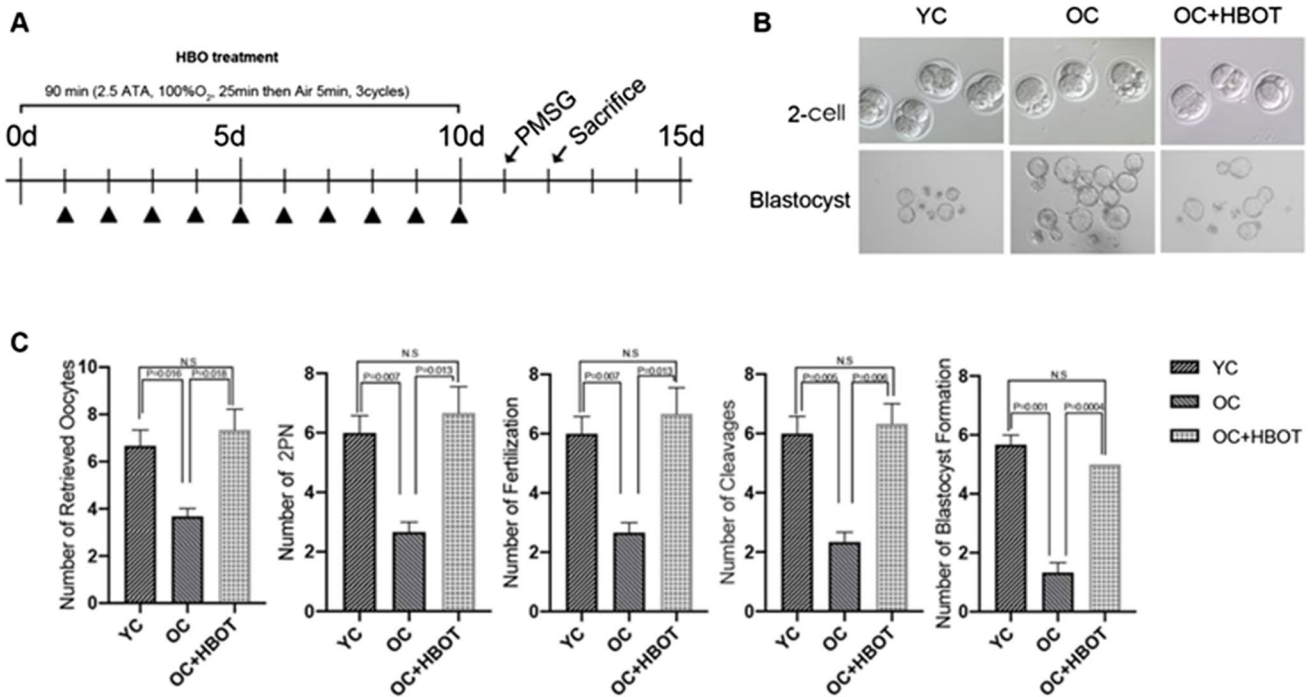 A
HBO treatment
90 min (2.5 ATA, 100%O2, 25min then Air 5min, 3cycles)
0d 5d 10d 15d
PMSG
Sacrifice
B
YC OC OC+HBOT
2-cell
Blastocyst
C
Number of Retrieved Oocytes
10
8
6
4
2
0
N.S
P=0.016 P=0.018
YC OC OC+HBOT
Number of 2PN
8
6
4
2
0
N.S
P=0.007 P=0.013
YC OC OC+HBOT
Number of Fertilization
8
6
4
2
0
N.S
P=0.007 P=0.013
YC OC OC+HBOT
Number of Cleavages
8
6
4
2
0
N.S
P=0.005 P=0.006
YC OC OC+HBOT
Number of Blastocyst Formation
8
6
4
2
0
N.S
P=0.001 P=0.0004
YC OC OC+HBOT
YC
OC
OC+HBOT